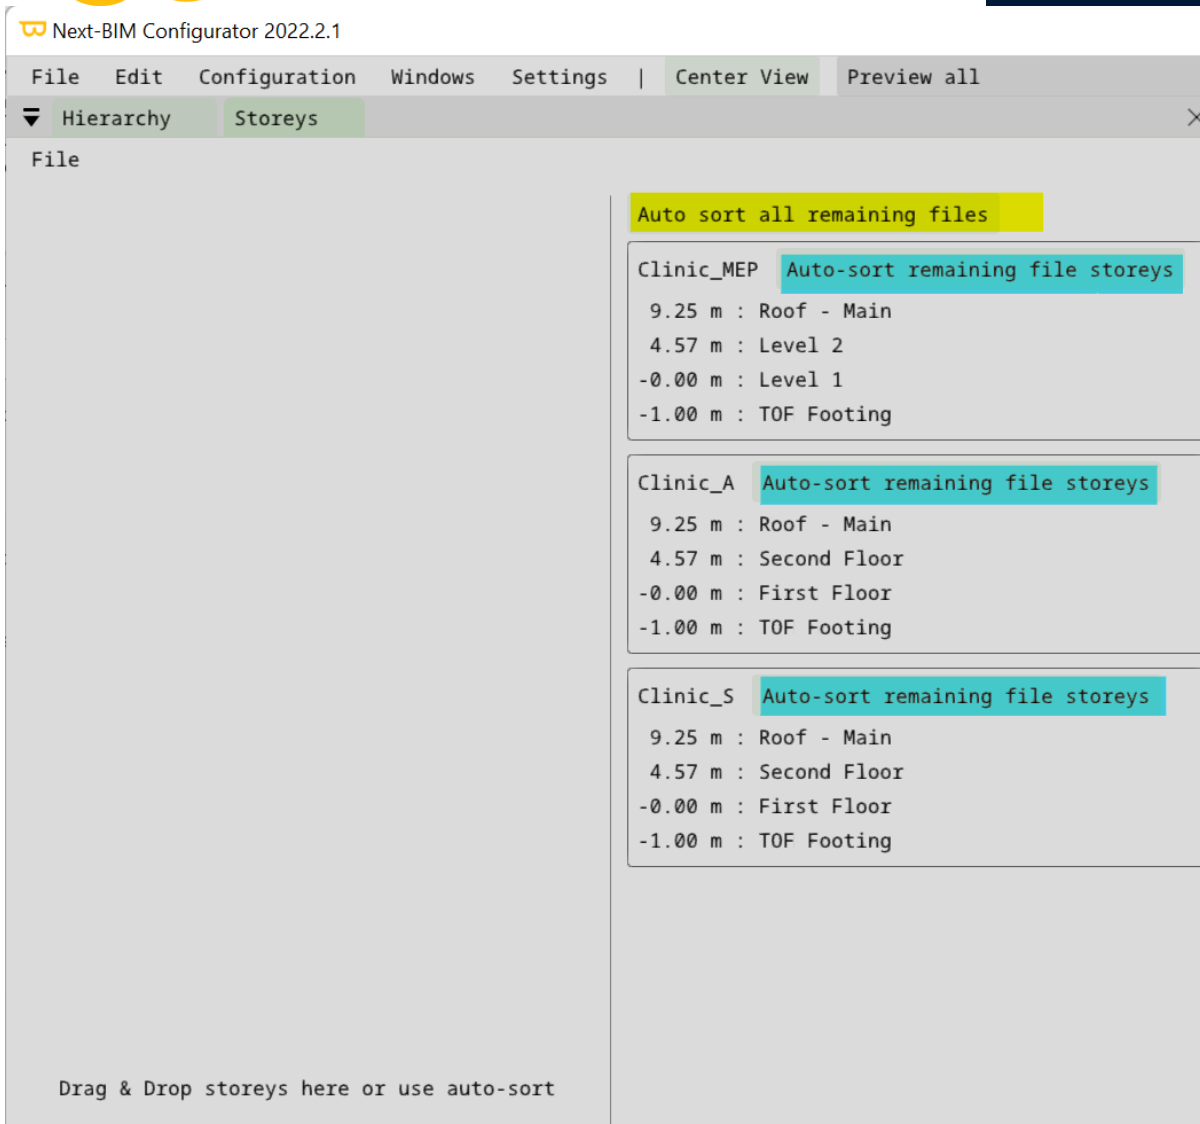 Next-BIM Configurator 2022.2.1
File Edit Configuration Windows Settings | Center View Preview all
Hierarchy Storeys
File
Auto sort all remaining files
Clinic_MEP Auto-sort remaining file storeys
9.25 m : Roof - Main
4.57 m : Level 2
-0.00 m : Level 1
-1.00 m : TOF Footing
Clinic_A Auto-sort remaining file storeys
9.25 m : Roof - Main
4.57 m : Second Floor
-0.00 m : First Floor
-1.00 m : TOF Footing
Clinic_S Auto-sort remaining file storeys
9.25 m : Roof - Main
4.57 m : Second Floor
-0.00 m : First Floor
-1.00 m : TOF Footing
Drag & Drop storeys here or use auto-sort